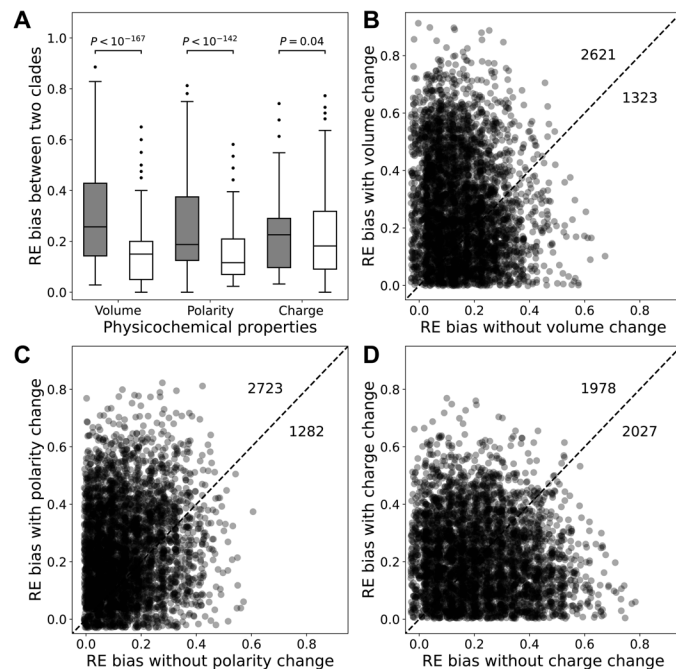 A
P < 10⁻¹⁶⁷
P < 10⁻¹⁴²
P = 0.04
RE bias between two clades
1.0
0.8
0.6
0.4
0.2
0.0
Volume
Polarity
Charge
Physicochemical properties
B
2621
1323
RE bias with volume change
0.8
0.6
0.4
0.2
0.0
0.0
0.2
0.4
0.6
0.8
RE bias without volume change
C
2723
1282
RE bias with parity change
0.8
0.6
0.4
0.2
0.0
0.0
0.2
0.4
0.6
0.8
RE bias without polarity change
D
1978
2027
RE bias with charge change
0.8
0.6
0.4
0.2
0.0
0.0
0.2
0.4
0.6
0.8
RE bias without charge change